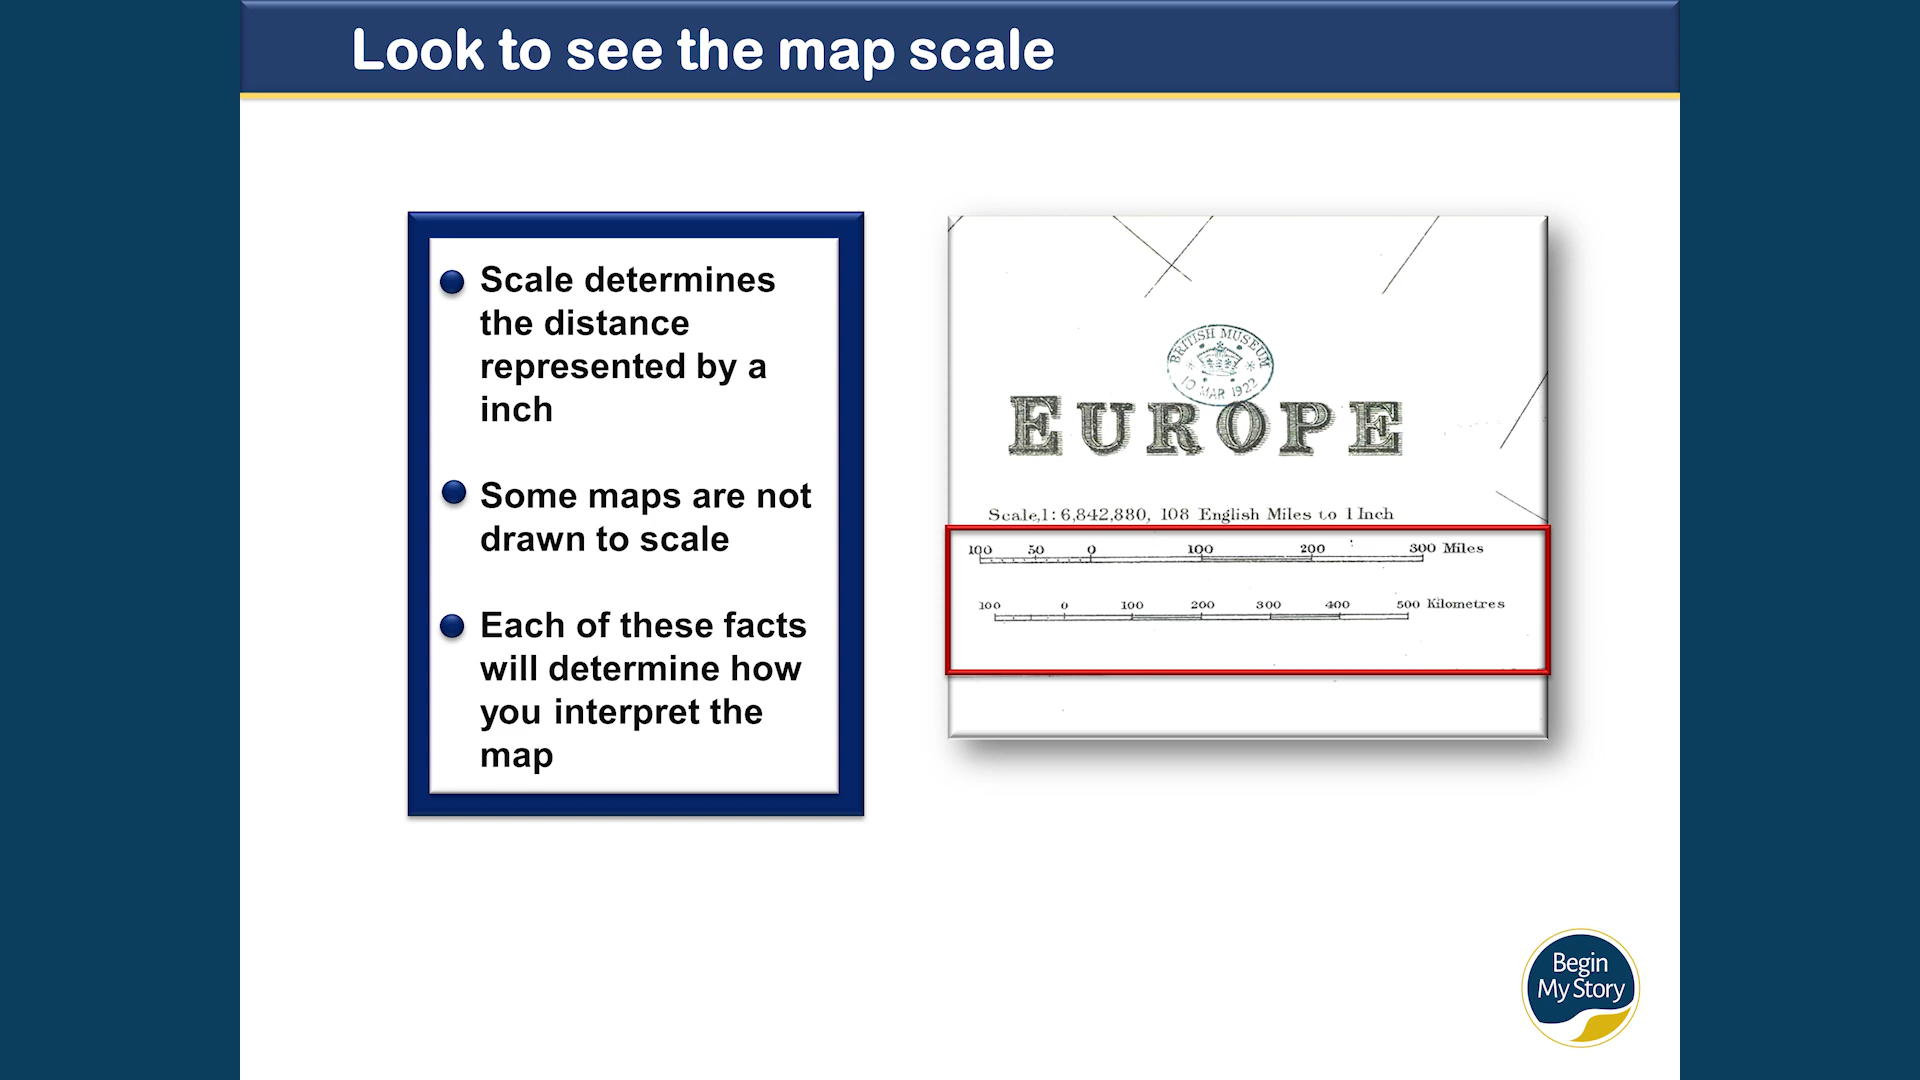 Look to see the map scale
Scale determines
the distance
represented by a
inch
Some maps are not
drawn to scale
Each of these facts
will determine how
you interpret the
map
BRITISH MUSEUM
10 MAR 1922
EUROPE
Scale,1:6,842,880, 108 English Miles to 1 Inch
100 50 0 100 200 300 Miles
100 0 100 200 300 400 500 Kilometres
Begin
My Story